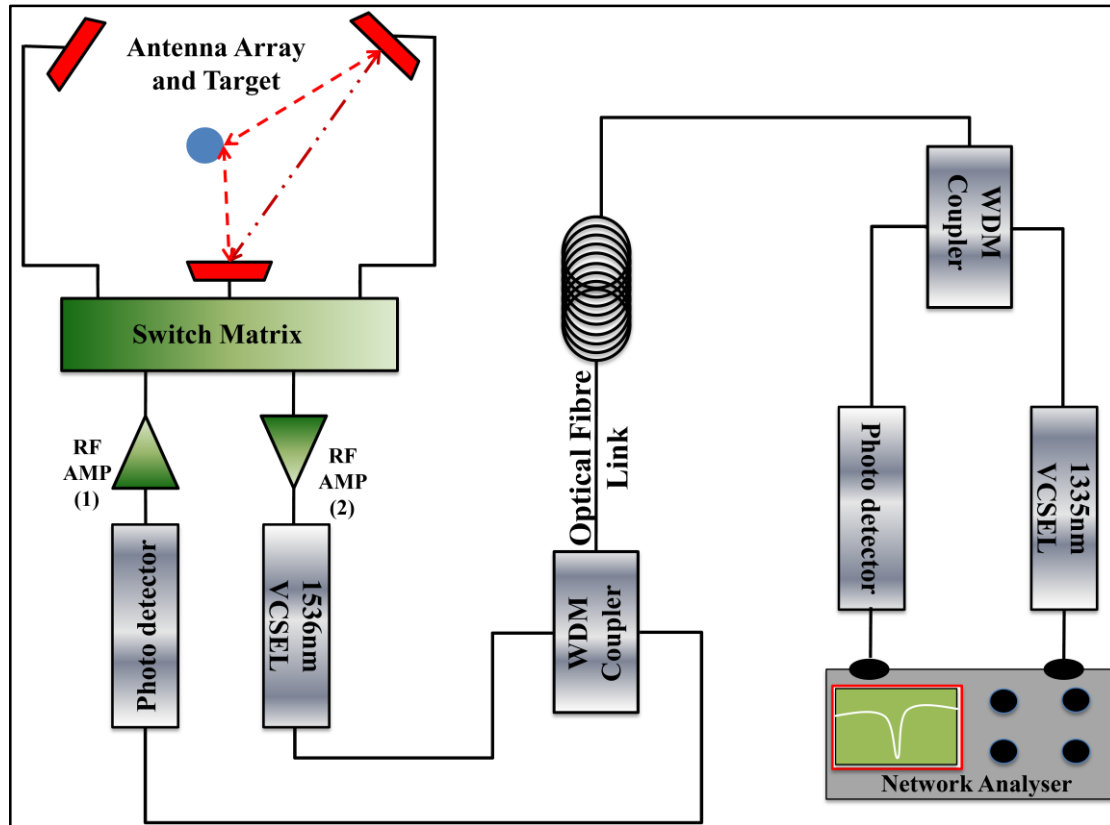 Antenna Array
and Target
Switch Matrix
RF
AMP
(1)
RF
AMP
(2)
Photo detector
1536nm
VCSEL
Optical Fibre
Link
WDM
Coupler
WDM
Coupler
Photo detector
1335nm
VCSEL
Network Analyser